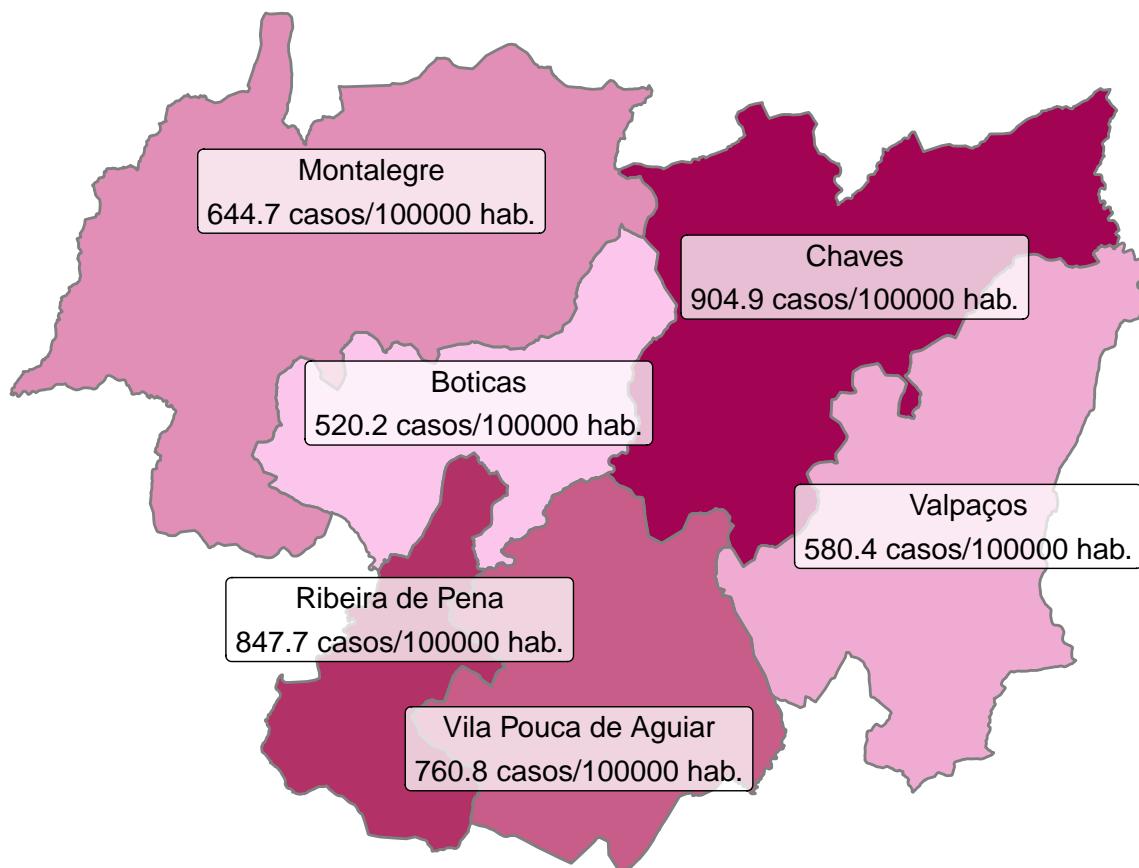 Montalegre
644.7 casos/100000 hab.
Chaves
904.9 casos/100000 hab.
Boticas
520.2 casos/100000 hab.
Valpaços
580.4 casos/100000 hab.
Ribeira de Pena
847.7 casos/100000 hab.
Vila Pouca de Aguiar
760.8 casos/100000 hab.